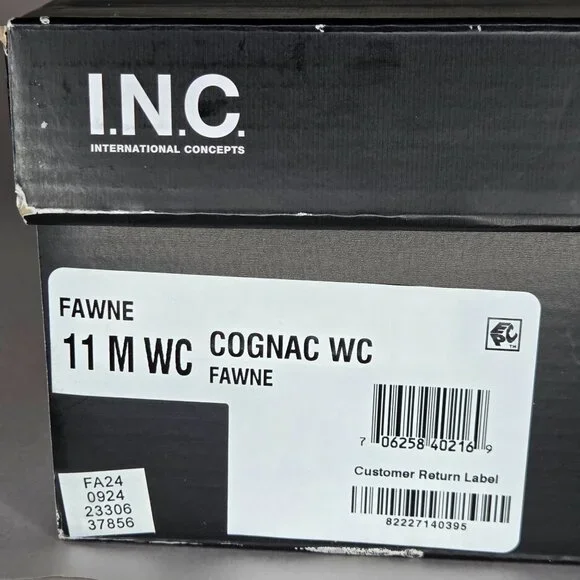 I.N.C.
INTERNATIONAL CONCEPTS
FAWNE
11 M WC
COGNAC WC
FAWNE
EPC™
7 06258 40216 9
Customer Return Label
82227140395
FA24
0924
23306
37856